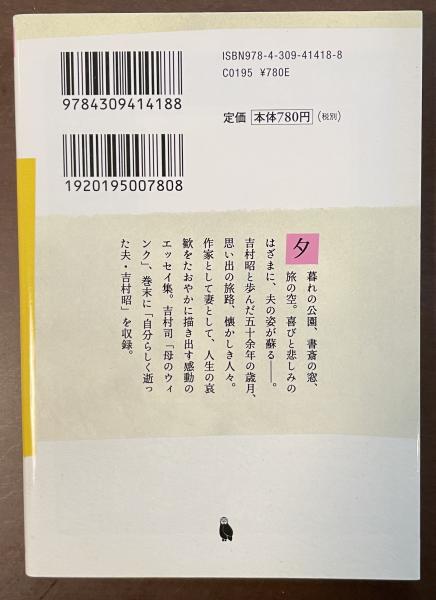 ISBN978-4-309-41418-8
C0195 ¥780E
9784309414188
定価 本体780円(税別)
1920195007808
夕暮れの公園、書斎の窓、
旅の空。喜びと悲しみの
はざまに、夫の姿が蘇る――。
吉村昭と歩んだ五十余年の歳月、
思い出の旅路、懐かしき人々。
作家として妻として、人生の哀
歓をたおやかに描き出す感動の
エッセイ集。吉村司「母のウィ
ンク」、巻末に「自分らしく逝っ
た夫・吉村昭」を収録。